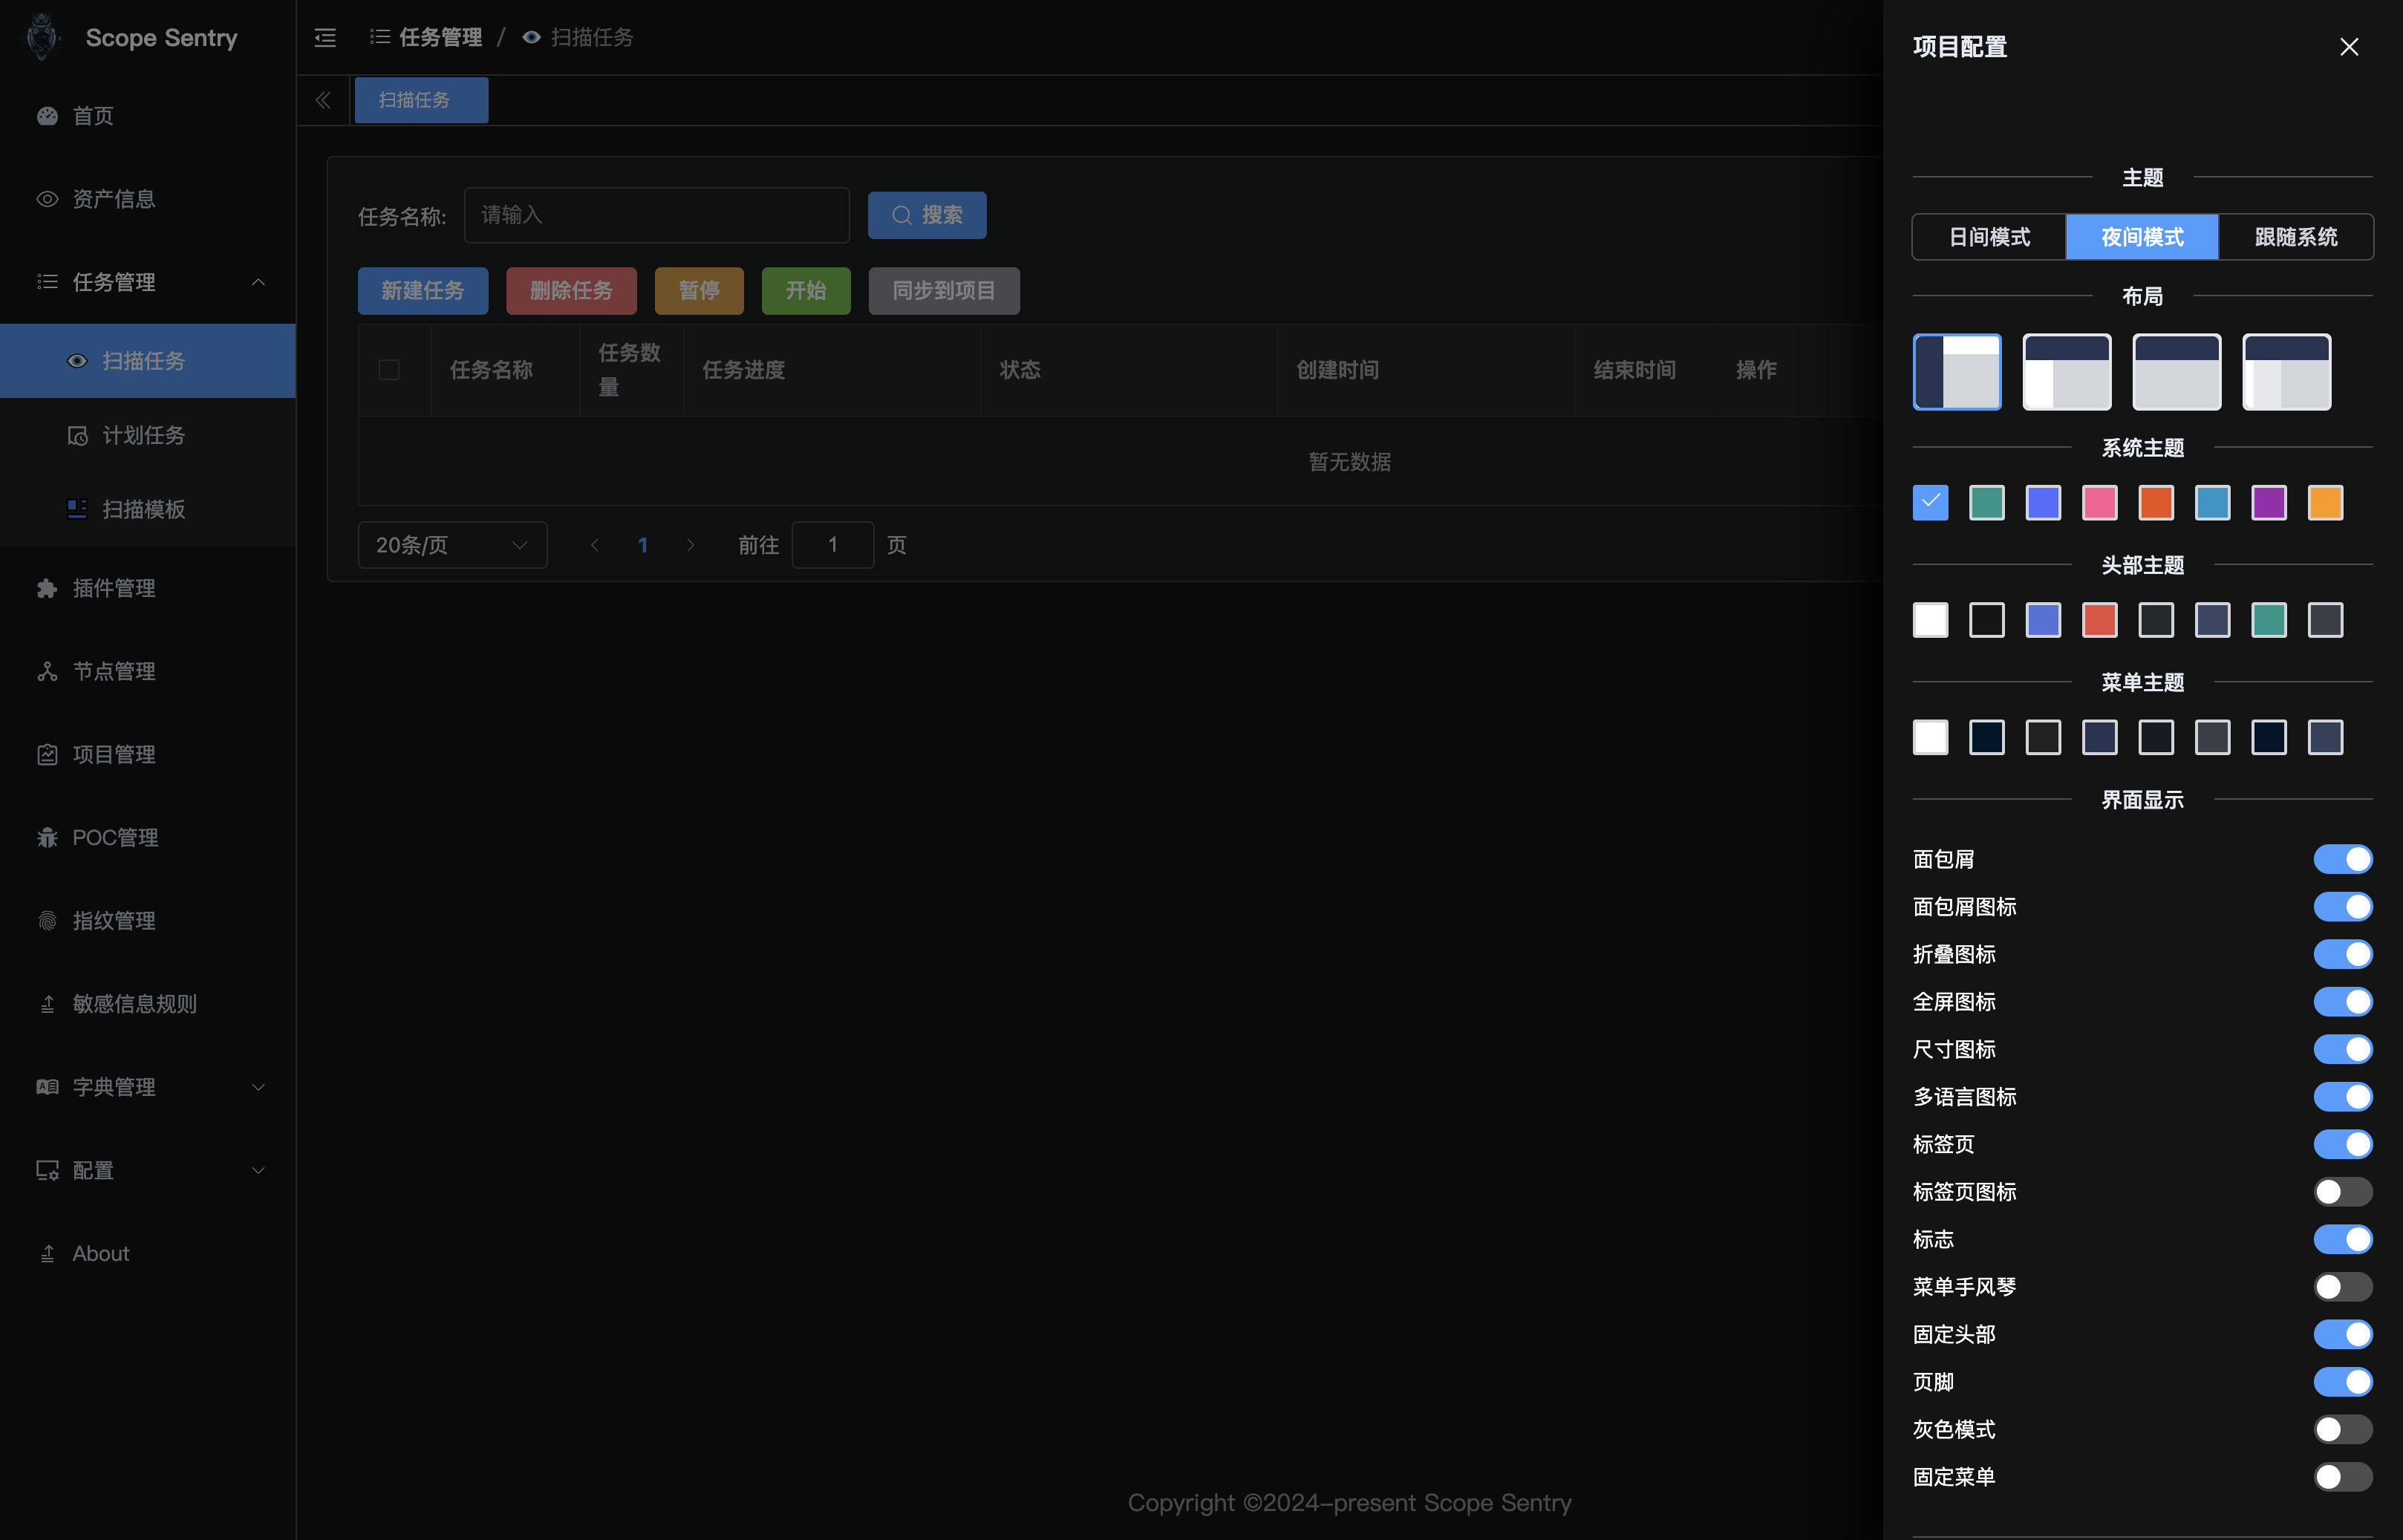 Scope Sentry
首页
资产信息
任务管理
扫描任务
计划任务
扫描模板
插件管理
节点管理
项目管理
POC管理
指纹管理
敏感信息规则
字典管理
配置
About
任务管理 / 扫描任务
扫描任务
任务名称: 请输入 搜索
新建任务 删除任务 暂停 开始 同步到项目
任务名称 任务数量 任务进度 状态 创建时间 结束时间 操作
暂无数据
20条/页 1 前往 1 页
Copyright ©2024-present Scope Sentry
项目配置
主题
日间模式 夜间模式 跟随系统
布局
系统主题
头部主题
菜单主题
界面显示
面包屑
面包屑图标
折叠图标
全屏图标
尺寸图标
多语言图标
标签页
标签页图标
标志
菜单手风琴
固定头部
页脚
灰色模式
固定菜单